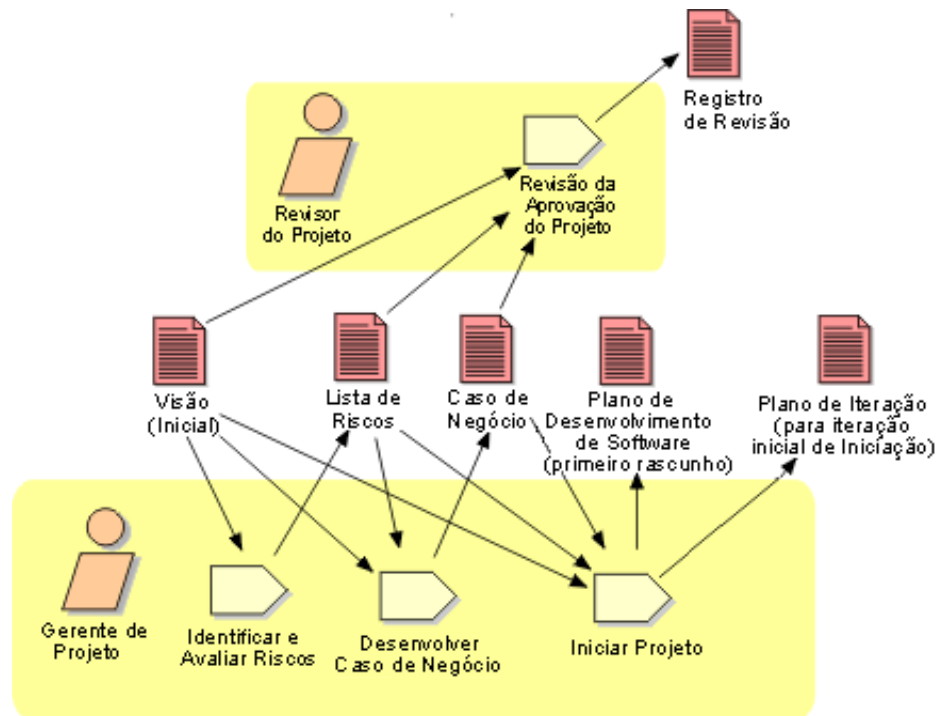 Registro
de Revisão
Revisor
do Projeto
Revisão da
Aprovação
do Projeto
Visão
(Inicial)
Lista de
Riscos
Caso de
Negócio
Plano de
Desenvolvimento
de Software
(primeiro rascunho)
Plano de Iteração
(para iteração
inicial de Iniciação)
Gerente de
Projeto
Identificar e
Avaliar Riscos
Desenvolver
Caso de Negócio
Iniciar Projeto